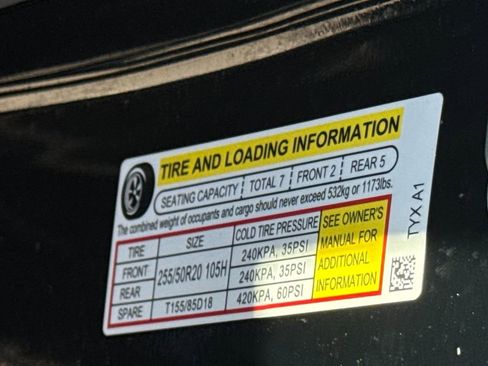 TIRE AND LOADING INFORMATION
SEATING CAPACITY TOTAL 7 FRONT 2 REAR 5
The combined weight of occupants and cargo should never exceed 532kg or 1173lbs.
TIRE SIZE COLD TIRE PRESSURE
FRONT 255/50R20 105H 240KPA, 35PSI
REAR 240KPA, 35PSI
SPARE T155/85D18 420KPA, 60PSI
SEE OWNER'S
MANUAL FOR
ADDITIONAL
INFORMATION
TYX A1